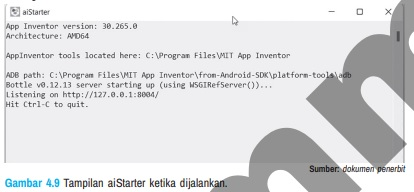 aiStarter
App Inventor version: 30.265.0
Architecture: AMD64
AppInventor tools located here: C:\Program Files\MIT App Inventor
ADB path: C:\Program Files\MIT App Inventor\from-Android-SDK\platform-tools\adb
Bottle v0.12.13 server starting up (using WSGIRefServer())...
Listening on http://127.0.0.1:8004/
Hit Ctrl-C to quit.
Sumber: dokumen penerbit
Gambar 4.9 Tampilan aiStarter ketika dijalankan.